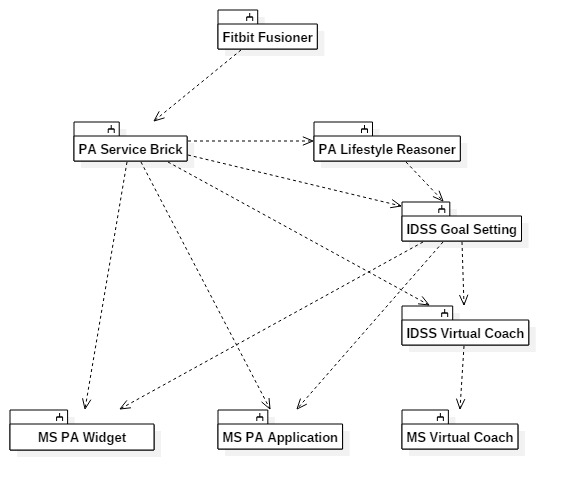 Fitbit Fusioner
PA Service Brick
PA Lifestyle Reasoner
IDSS Goal Setting
IDSS Virtual Coach
MS PA Widget
MS PA Application
MS Virtual Coach